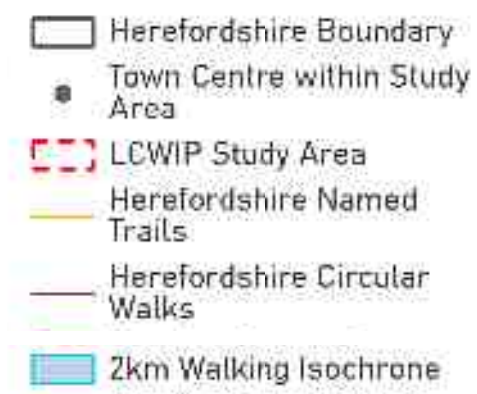 Herefordshire Boundary
Town Centre within Study
Area
LCWIP Study Area
Herefordshire Named
Trails
Herefordshire Circular
Walks
2km Walking Isochrone